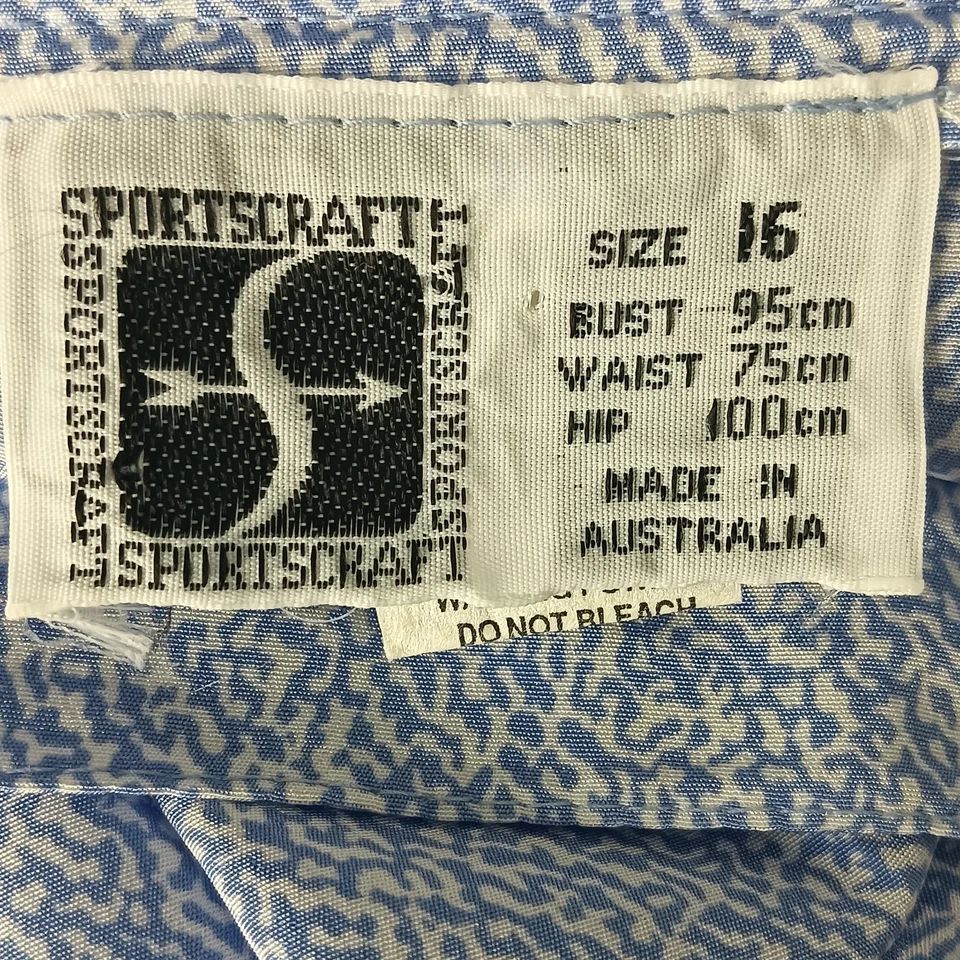 SPORTSCRAFT
SPORTSCRAFT
SPORTSCRAFT
SPORTSCRAFT
SIZE 16
BUST 95cm
WAIST 75cm
HIP 100cm
MADE IN
AUSTRALIA
DO NOT BLEACH